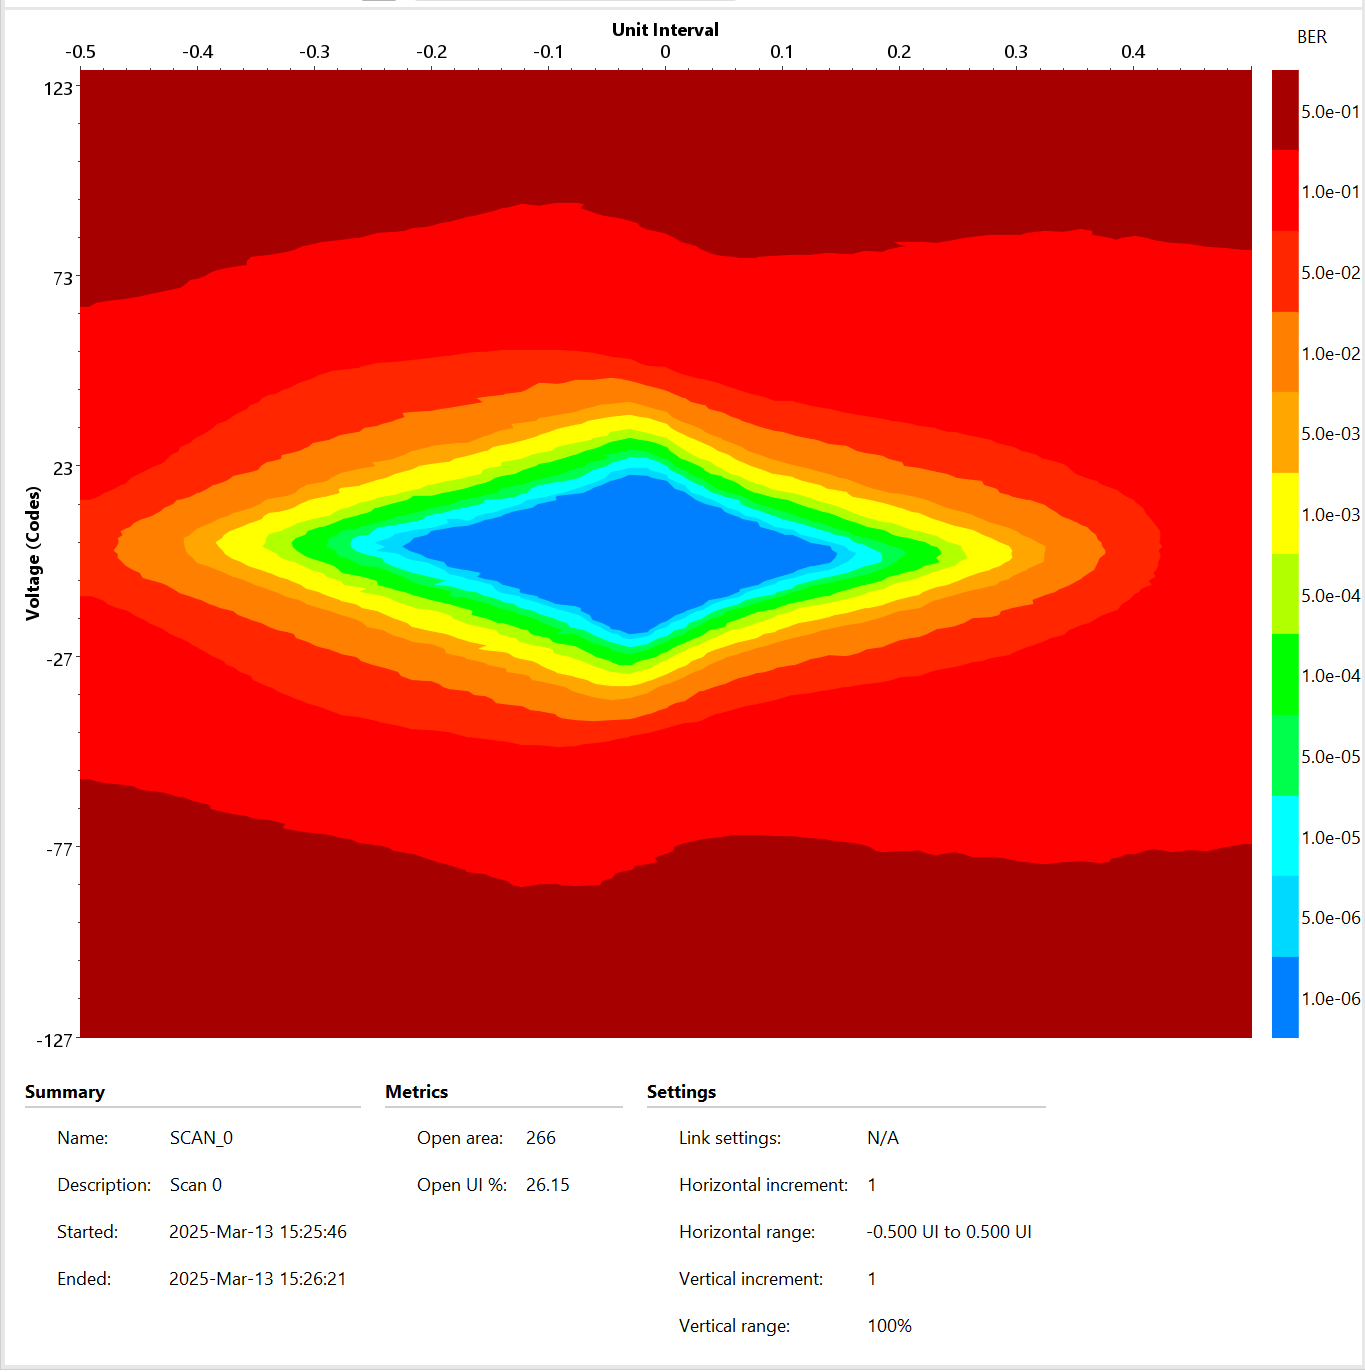 Unit Interval
BER
-0.5 -0.4 -0.3 -0.2 -0.1 0 0.1 0.2 0.3 0.4
123
73
23
-27
-77
-127
Voltage (Codes)
5.0e-01
1.0e-01
5.0e-02
1.0e-02
5.0e-03
1.0e-03
5.0e-04
1.0e-04
5.0e-05
1.0e-05
5.0e-06
1.0e-06
Summary
Name: SCAN_0
Description: Scan 0
Started: 2025-Mar-13 15:25:46
Ended: 2025-Mar-13 15:26:21
Metrics
Open area: 266
Open UI %: 26.15
Settings
Link settings: N/A
Horizontal increment: 1
Horizontal range: -0.500 UI to 0.500 UI
Vertical increment: 1
Vertical range: 100%